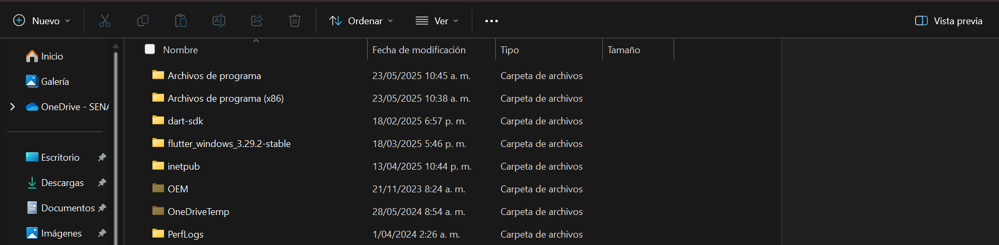 Nuevo Ordenar Ver ••• Vista previa
Inicio
Galería
OneDrive - SENA
Escritorio
Descargas
Documentos
Imágenes
Nombre Fecha de modificación Tipo Tamaño
Archivos de programa 23/05/2025 10:45 a. m. Carpeta de archivos
Archivos de programa (x86) 23/05/2025 10:38 a. m. Carpeta de archivos
dart-sdk 18/02/2025 6:57 p. m. Carpeta de archivos
flutter_windows_3.29.2-stable 18/03/2025 5:46 p. m. Carpeta de archivos
inetpub 13/04/2025 10:44 p. m. Carpeta de archivos
OEM 21/11/2023 8:24 a. m. Carpeta de archivos
OneDriveTemp 28/05/2024 8:54 a. m. Carpeta de archivos
PerfLogs 1/04/2024 2:26 a. m. Carpeta de archivos